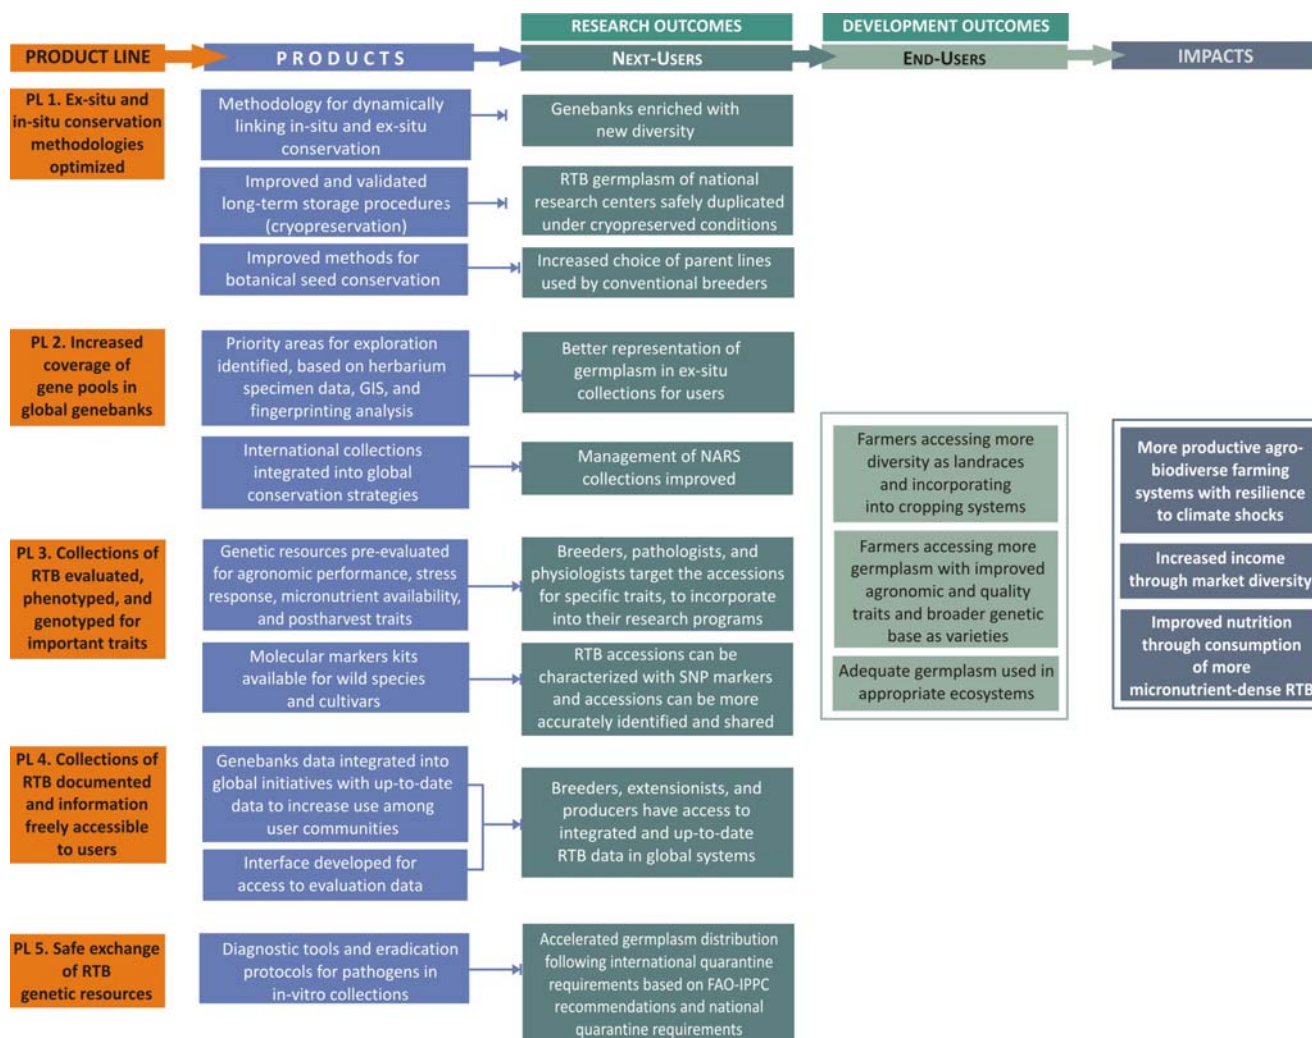 RESEARCH OUTCOMES
DEVELOPMENT OUTCOMES
PRODUCT LINE
PRODUCTS
NEXT-USERS
END-USERS
IMPACTS
PL 1. Ex-situ and
in-situ conservation
methodologies
optimized
Methodology for dynamically
linking in-situ and ex-situ
conservation
Genebanks enriched with
new diversity
Improved and validated
long-term storage procedures
(cryopreservation)
RTB germplasm of national
research centers safely duplicated
under cryopreserved conditions
Improved methods for
botanical seed conservation
Increased choice of parent lines
used by conventional breeders
PL 2. Increased
coverage of
gene pools in
global genebanks
Priority areas for exploration
identified, based on herbarium
specimen data, GIS, and
fingerprinting analysis
Better representation of
germplasm in ex-situ
collections for users
International collections
integrated into global
conservation strategies
Management of NARS
collections improved
PL 3. Collections of
RTB evaluated,
phenotyped, and
genotyped for
important traits
Genetic resources pre-evaluated
for agronomic performance, stress
response, micronutrient availability,
and postharvest traits
Breeders, pathologists, and
physiologists target the accessions
for specific traits, to incorporate
into their research programs
Molecular markers kits
available for wild species
and cultivars
RTB accessions can be
characterized with SNP markers
and accessions can be more
accurately identified and shared
PL 4. Collections of
RTB documented
and information
freely accessible
to users
Genebanks data integrated into
global initiatives with up-to-date
data to increase use among
user communities
Interface developed for
access to evaluation data
Breeders, extensionists, and
producers have access to
integrated and up-to-date
RTB data in global systems
PL 5. Safe exchange
of RTB
genetic resources
Diagnostic tools and eradication
protocols for pathogens in
in-vitro collections
Accelerated germplasm distribution
following international quarantine
requirements based on FAO-IPPC
recommendations and national
quarantine requirements
Farmers accessing more
diversity as landraces
and incorporating
into cropping systems
Farmers accessing more
germplasm with improved
agronomic and quality
traits and broader genetic
base as varieties
Adequate germplasm used in
appropriate ecosystems
More productive agro-
biodiverse farming
systems with resilience
to climate shocks
Increased income
through market diversity
Improved nutrition
through consumption
of more
micronutrient-dense RTB